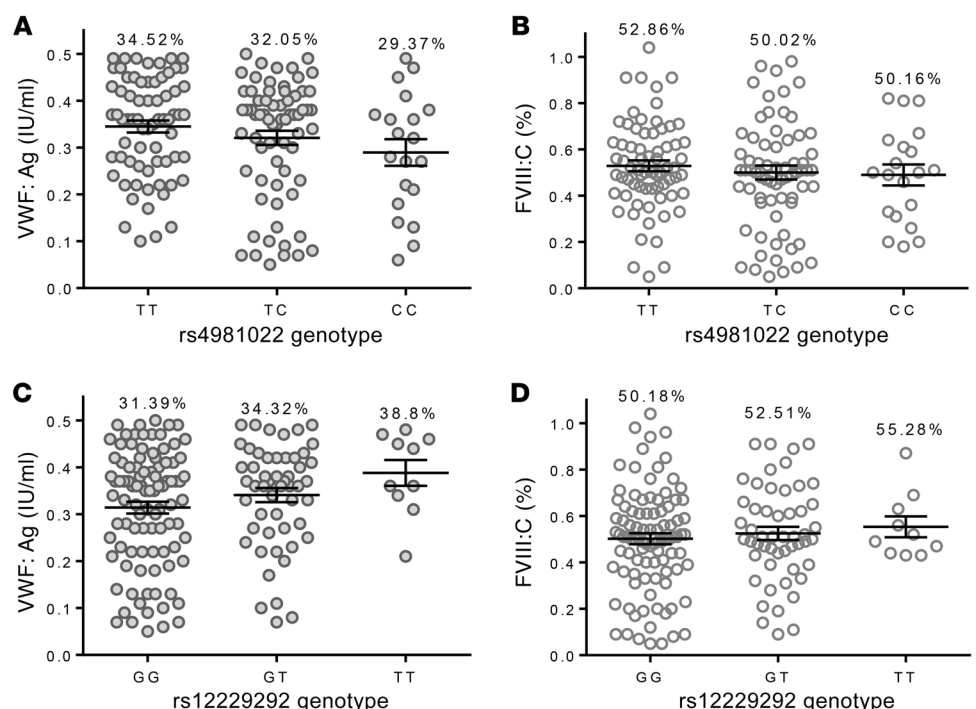 A
34.52% 32.05% 29.37%
0.5
0.4
0.3
0.2
0.1
0.0
VWF: Ag (IU/ml)
TT TC CC
rs4981022 genotype
B
52.86% 50.02% 50.16%
1.0
0.8
0.6
0.4
0.2
0.0
FVIII:C (%)
TT TC CC
rs4981022 genotype
C
31.39% 34.32% 38.8%
0.5
0.4
0.3
0.2
0.1
0.0
VWF: Ag (IU/ml)
GG GT TT
rs12229292 genotype
D
50.18% 52.51% 55.28%
1.0
0.8
0.6
0.4
0.2
0.0
FVIII:C (%)
GG GT TT
rs12229292 genotype